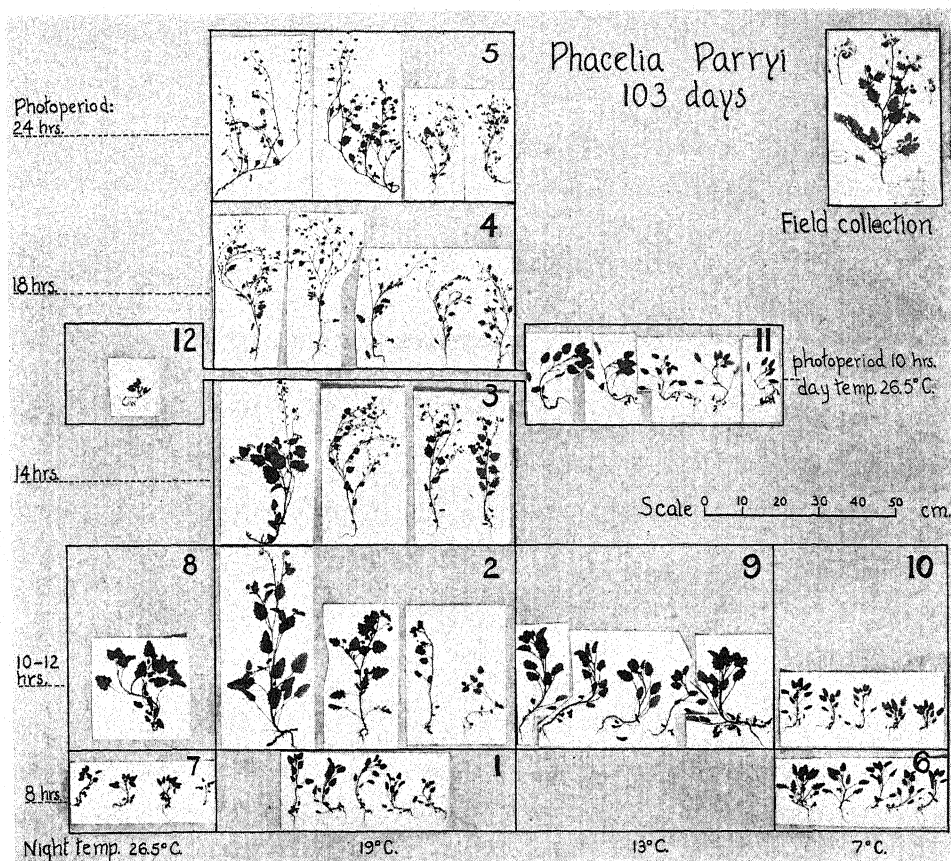 5
Phacelia Parryi
103 days
Photoperiod:
24 hrs.
Field collection
4
18 hrs.
12
11
photoperiod 10 hrs.
day temp. 26.5°C.
3
14 hrs.
Scale 0 10 20 30 40 50 cm.
8
2
9
10
10-12
hrs.
7
1
6
8 hrs.
Night temp. 26.5°C. 19°C. 13°C. 7°C.